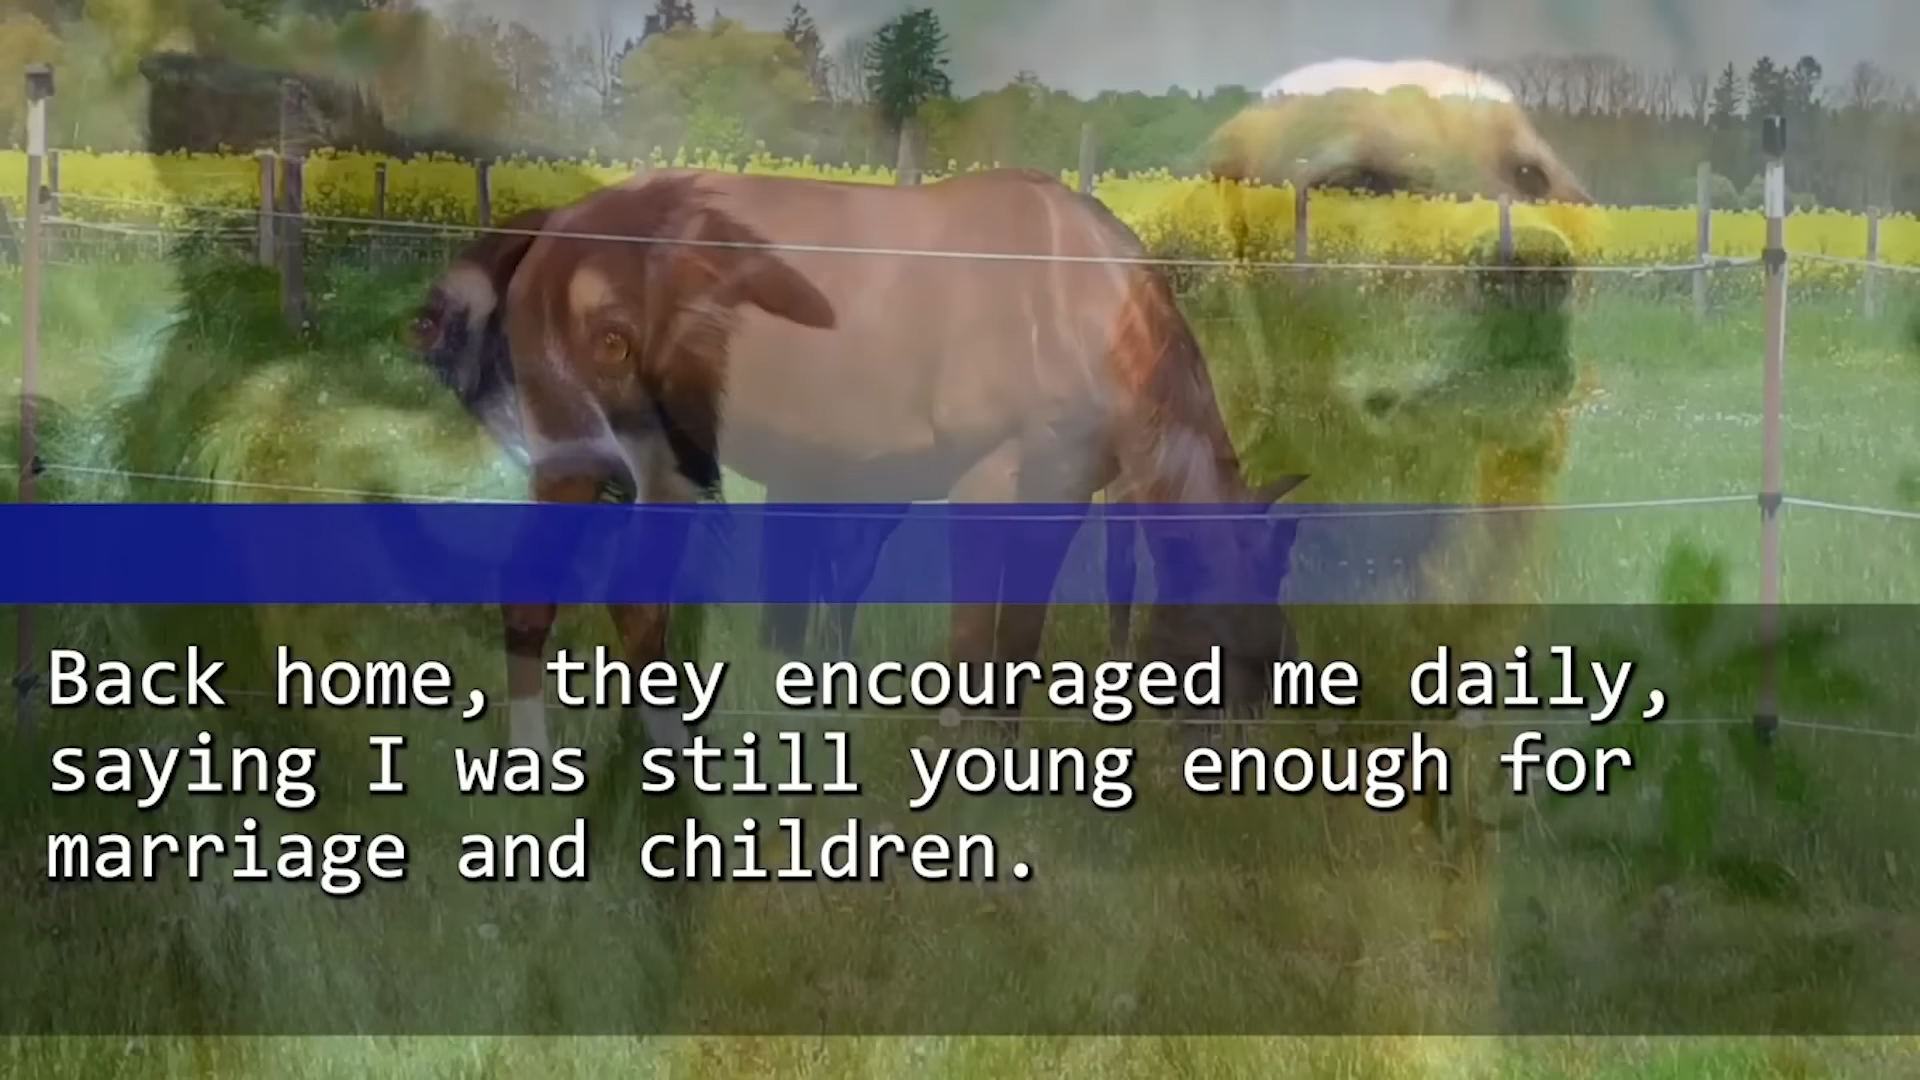 Back home, they encouraged me daily,
saying I was still young enough for
marriage and children.